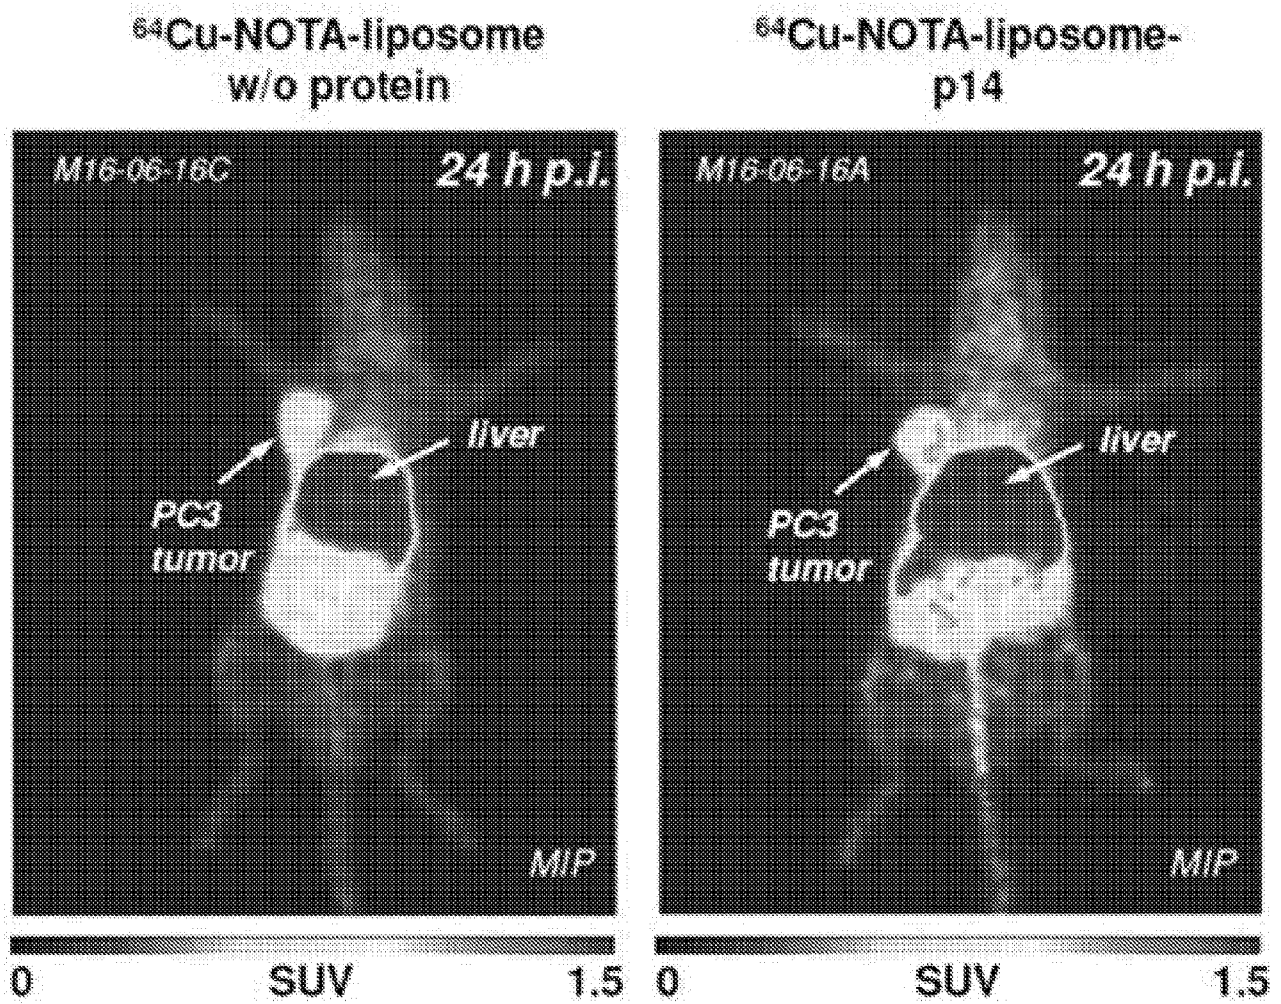 ⁶⁴Cu-NOTA-liposome
w/o protein
M16-06-16C
24 h p.i.
liver
PC3
tumor
MIP
0 SUV 1.5
⁶⁴Cu-NOTA-liposome-
p14
M16-06-16A
24 h p.i.
liver
PC3
tumor
MIP
0 SUV 1.5